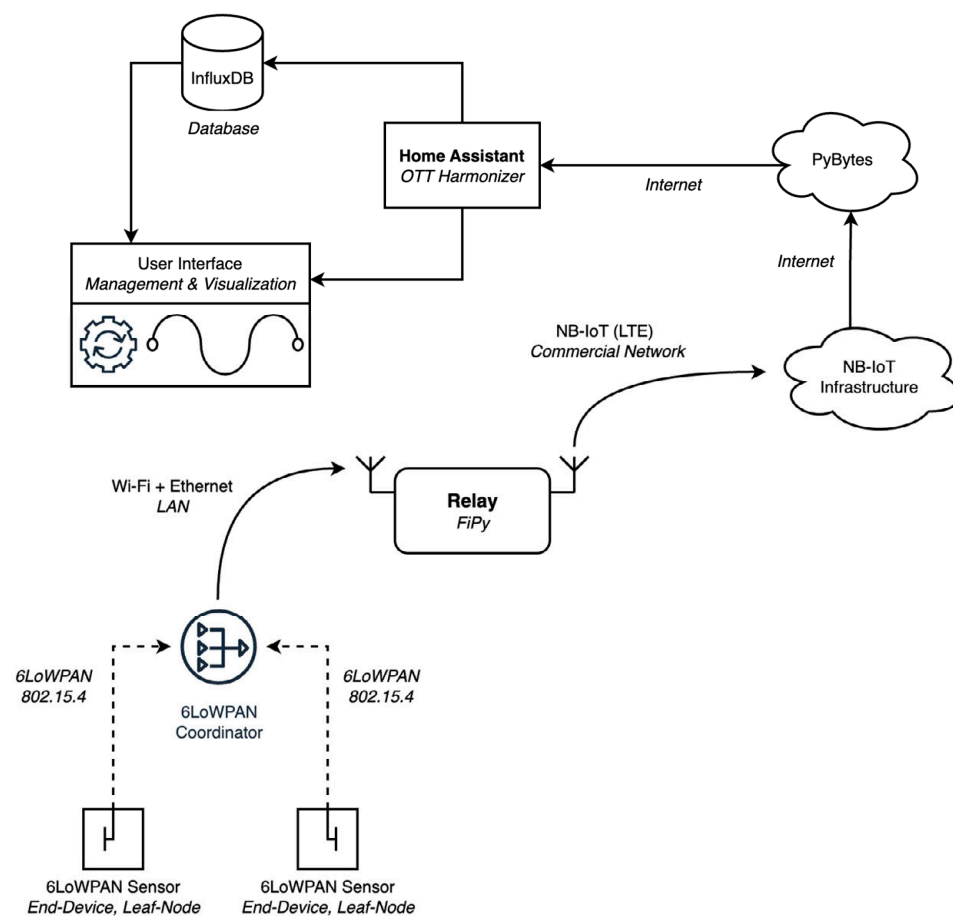 InfluxDB
Database
Home Assistant
OTT Harmonizer
Internet
PyBytes
Internet
User Interface
Management & Visualization
NB-IoT (LTE)
Commercial Network
NB-IoT
Infrastructure
Wi-Fi + Ethernet
LAN
Relay
FiPy
6LoWPAN
802.15.4
6LoWPAN
802.15.4
6LoWPAN
Coordinator
6LoWPAN Sensor
End-Device, Leaf-Node
6LoWPAN Sensor
End-Device, Leaf-Node